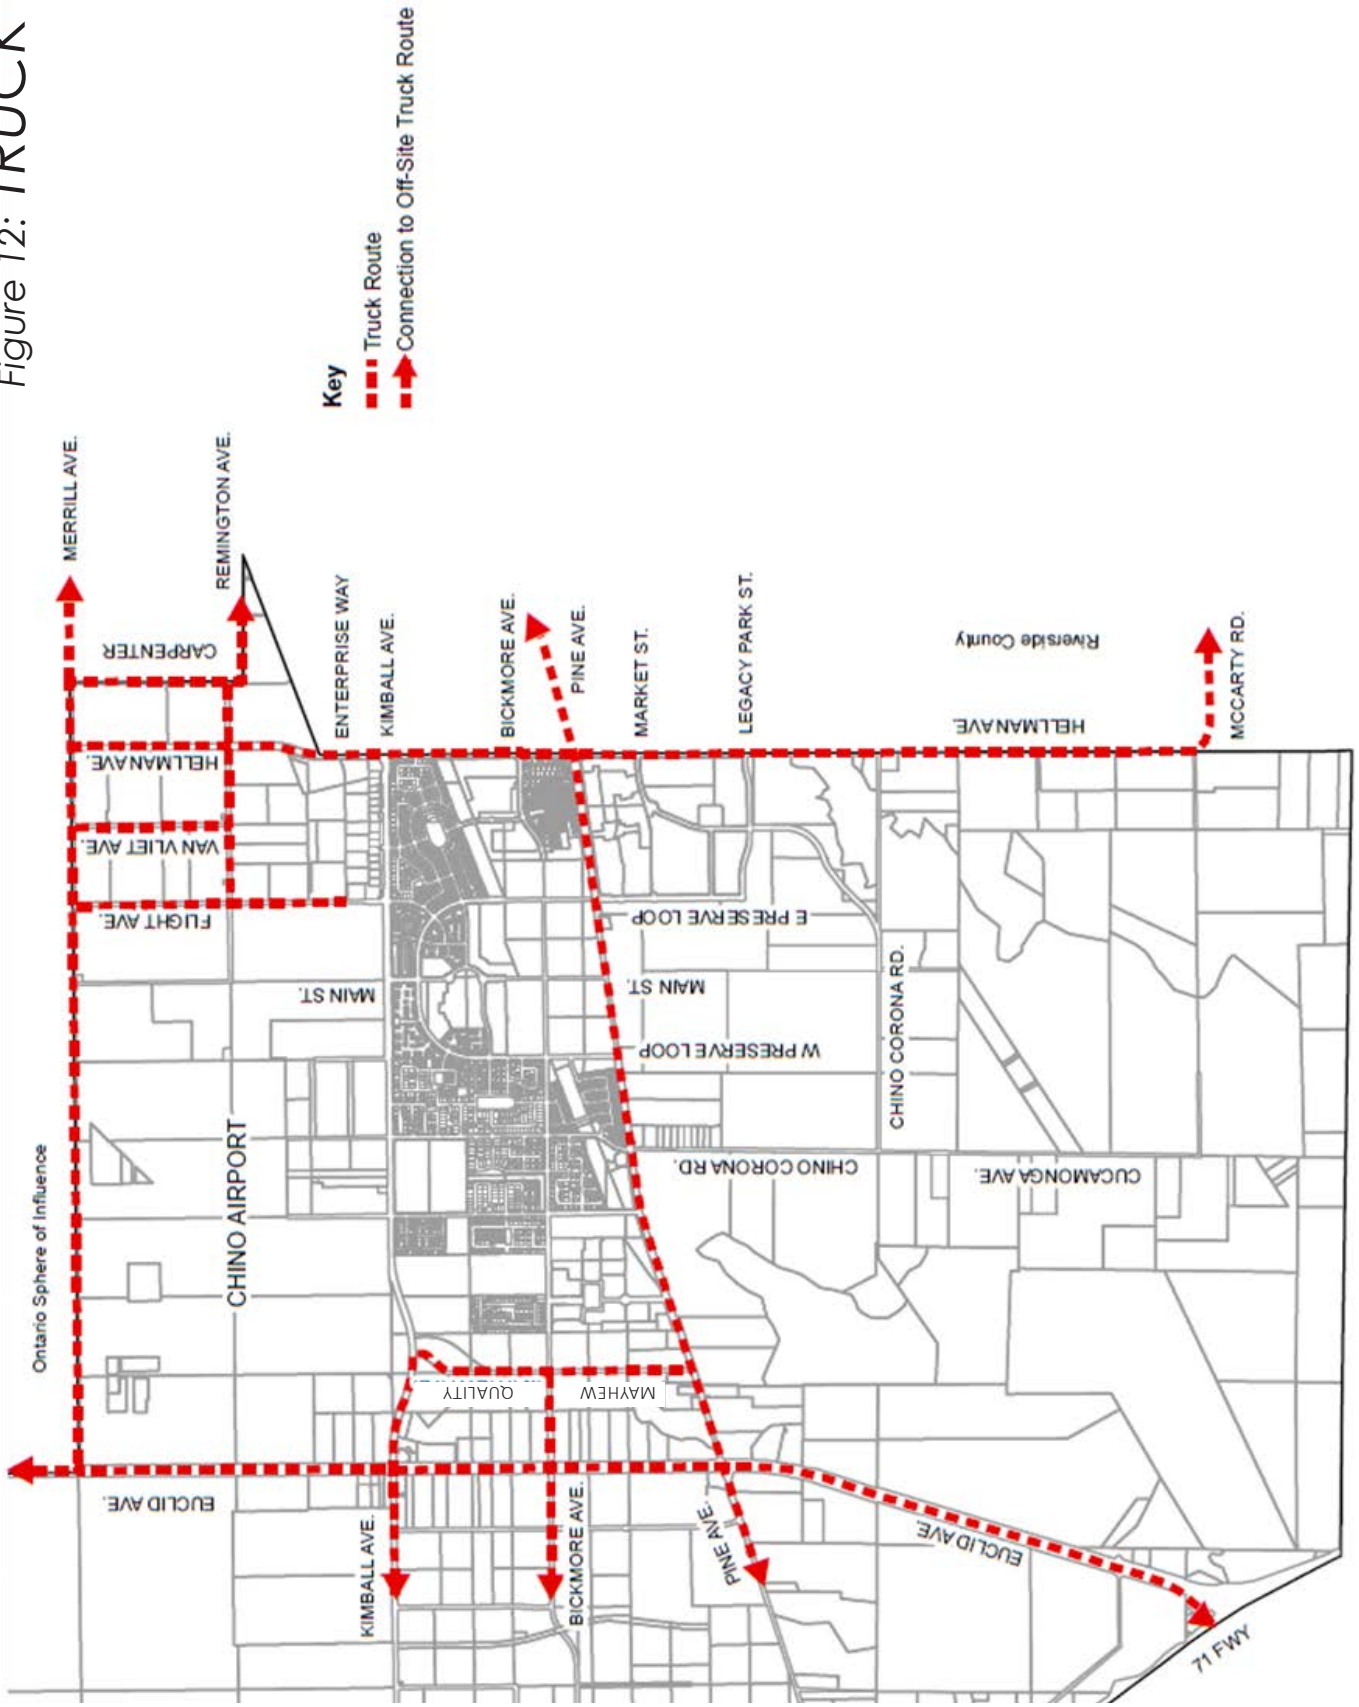 Figure 12: TRUCK
Key
Truck Route
Connection to Off-Site Truck Route
MERRILL AVE.
REMINGTON AVE.
CARPENTER
ENTERPRISE WAY
KIMBALL AVE.
BICKMORE AVE.
PINE AVE.
MARKET ST.
LEGACY PARK ST.
Riverside County
MCCARTY RD.
HELLMAN AVE.
HELLMAN AVE.
VAN VLIET AVE.
FLIGHT AVE.
E PRESERVE LOOP
MAIN ST.
MAIN ST.
W PRESERVE LOOP
CHINO CORONA RD.
Ontario Sphere of Influence
CHINO AIRPORT
CHINO CORONA RD.
CUCAMONGA AVE.
QUALITY
MAYHEW
EUCLID AVE.
KIMBALL AVE.
BICKMORE AVE.
PINE AVE.
EUCLID AVE.
71 FWY